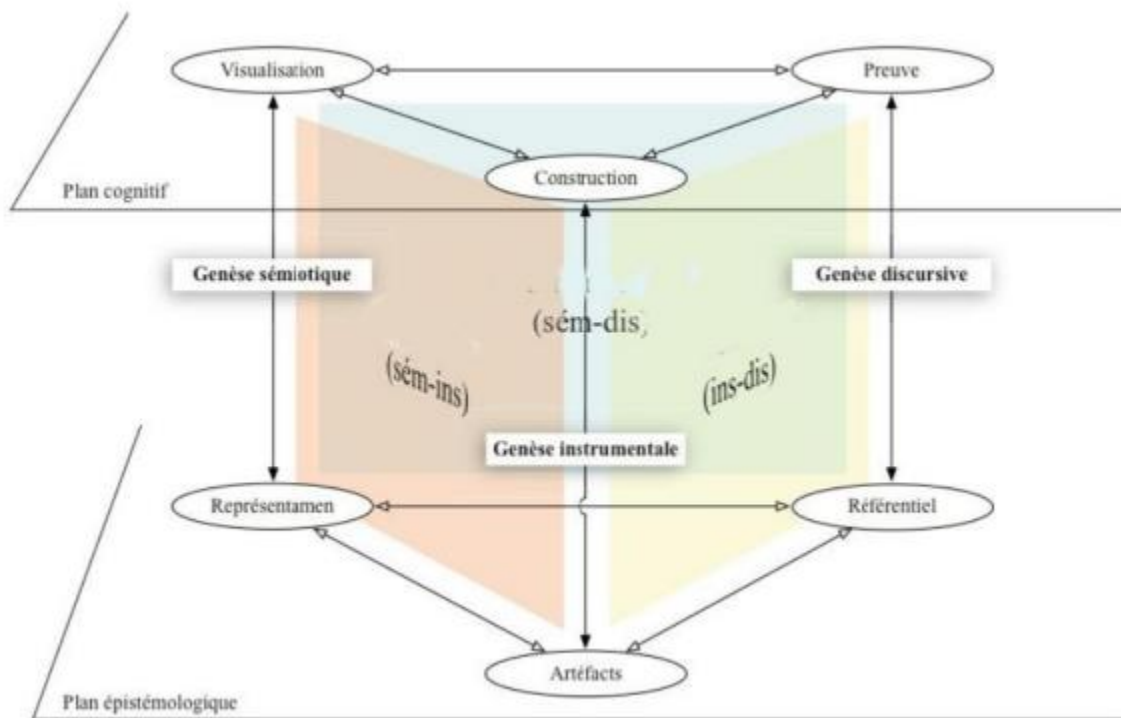 Visualisation
Preuve
Construction
Plan cognitif
Genèse sémiotique
Genèse discursive
(sém-dis)
(sém-ins)
(ins-dis)
Genèse instrumentale
Représentamen
Référentiel
Artéfacts
Plan épistémologique